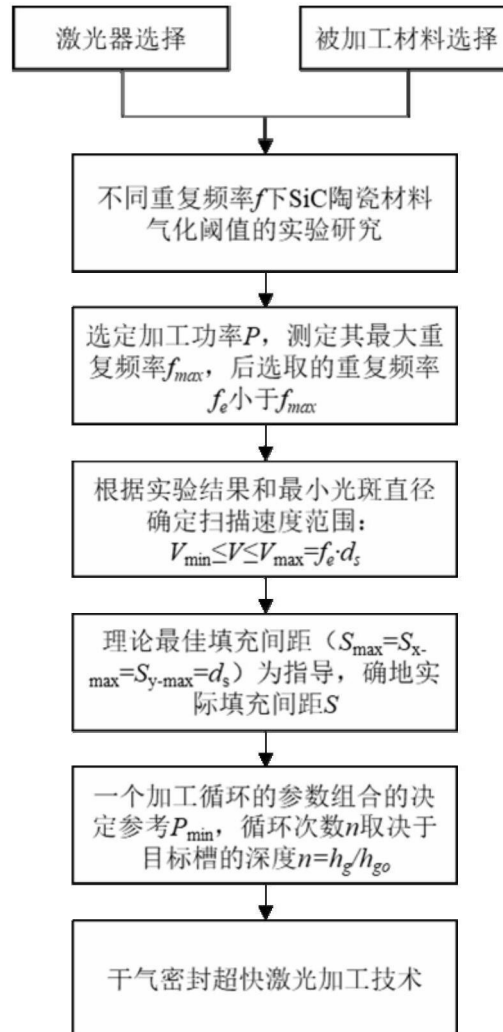 激光器选择
被加工材料选择
不同重复频率f下SiC陶瓷材料
气化阈值的实验研究
选定加工功率P，测定其最大重
复频率fmax，后选取的重复频率
fe小于fmax
根据实验结果和最小光斑直径
确定扫描速度范围：
Vmin≤V≤Vmax=fe·ds
理论最佳填充间距（Smax=Sx-
max=Sy-max=ds）为指导，确地实
际填充间距S
一个加工循环的参数组合的决
定参考Pmin，循环次数n取决于
目标槽的深度n=hg/hgo
干气密封超快激光加工技术